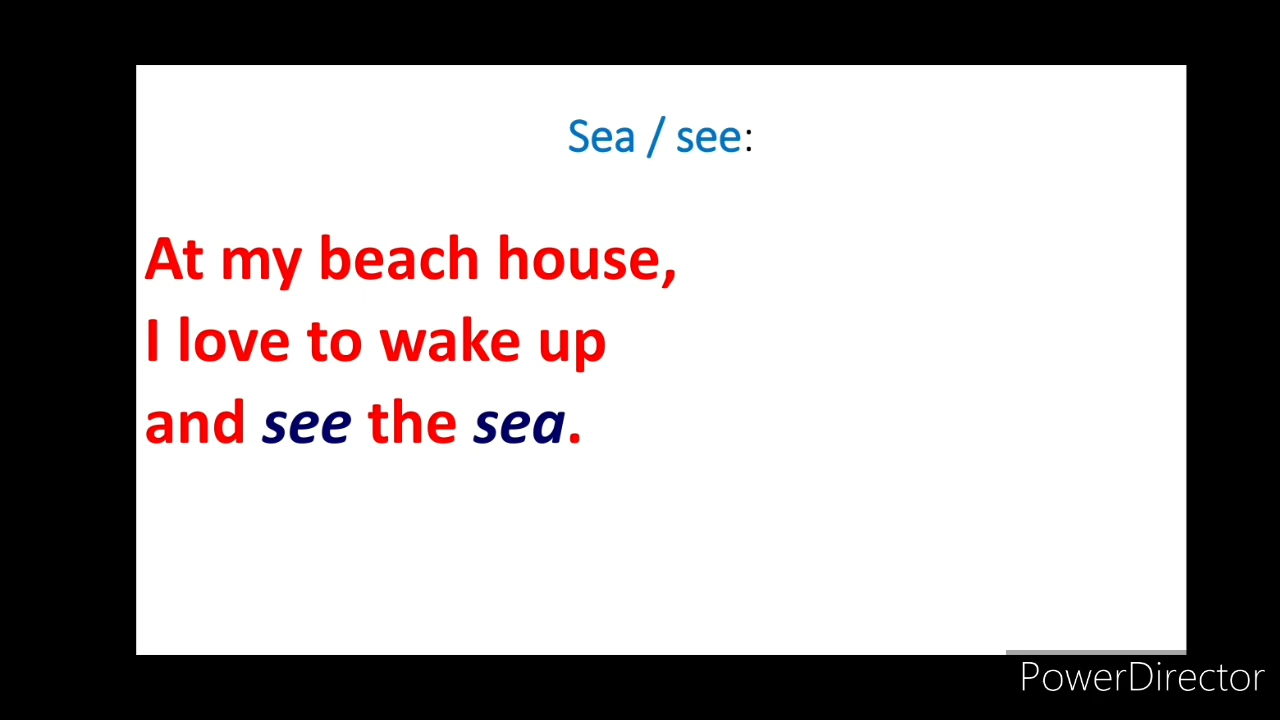 Sea / see:
At my beach house,
I love to wake up
and see the sea.
PowerDirector